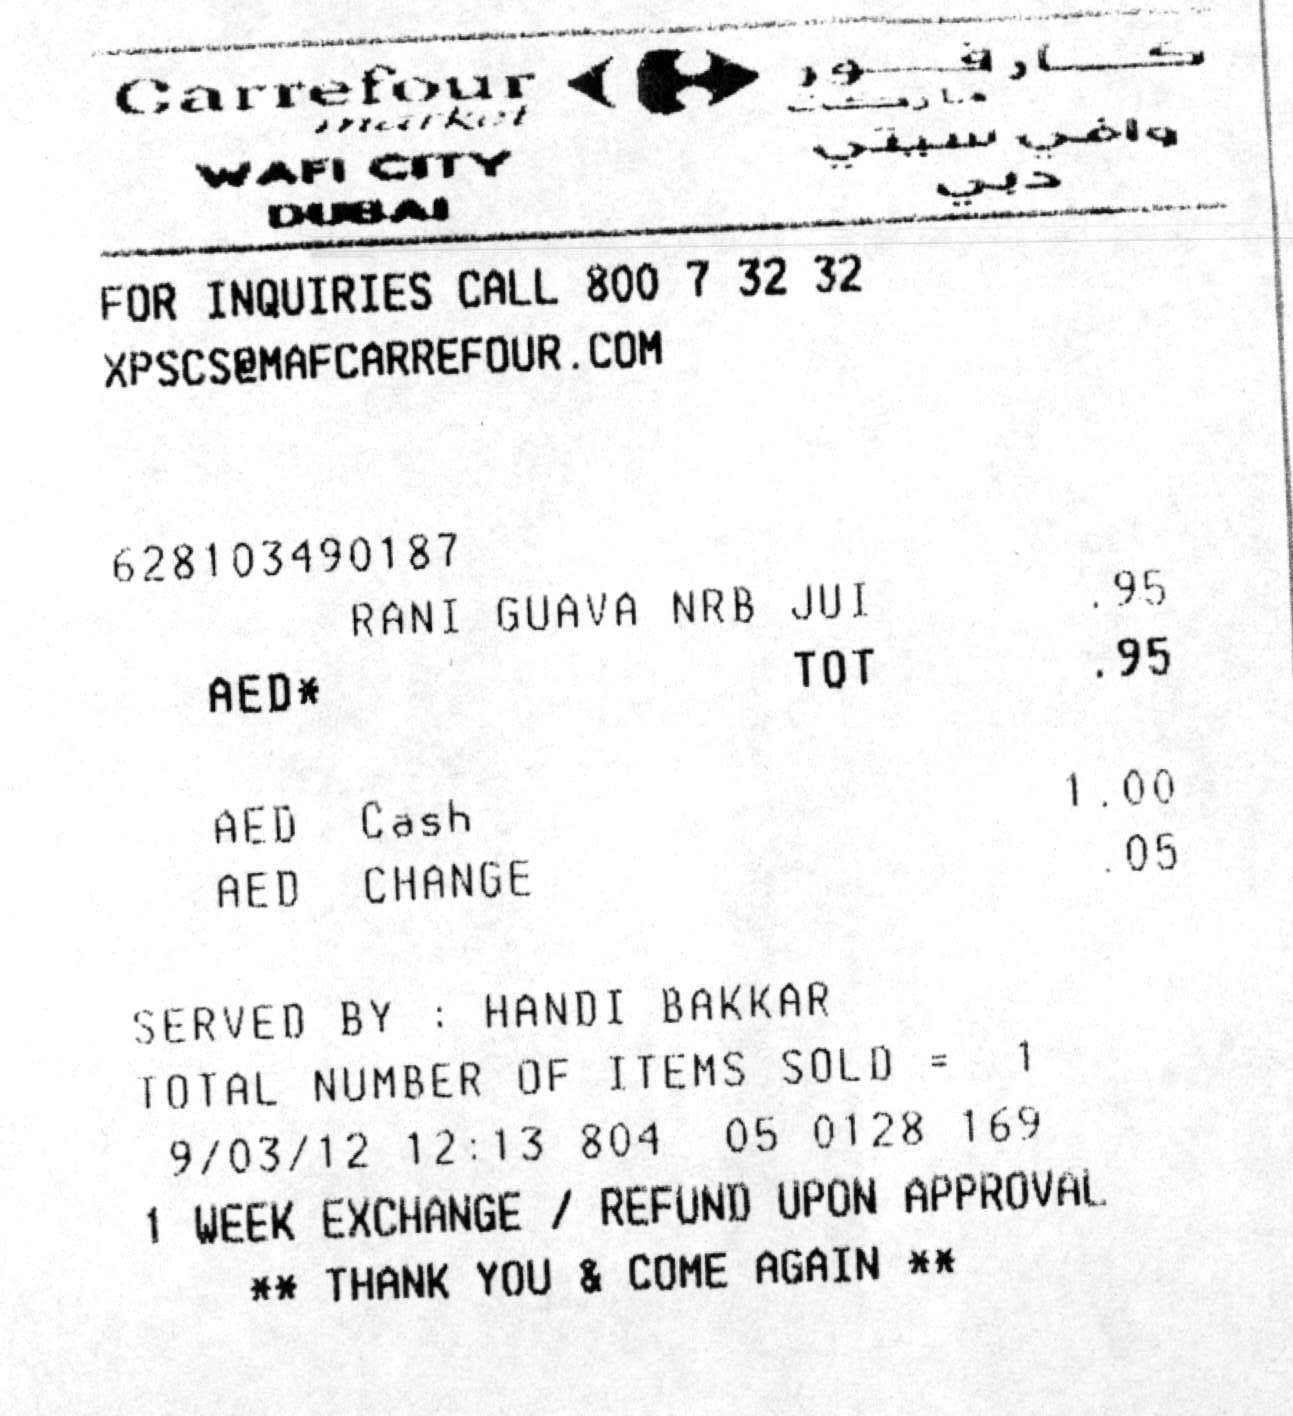 Carrefour
market
WAFI CITY
DUBAI
كارفور
ماركت
وافي سيتي
دبي
FOR INQUIRIES CALL 800 7 32 32
XPSCS@MAFCARREFOUR.COM
628103490187
RANI GUAVA NRB JUI .95
AED* TOT .95
AED Cash 1.00
AED CHANGE .05
SERVED BY : HANDI BAKKAR
TOTAL NUMBER OF ITEMS SOLD = 1
9/03/12 12:13 804 05 0128 169
1 WEEK EXCHANGE / REFUND UPON APPROVAL
** THANK YOU & COME AGAIN **